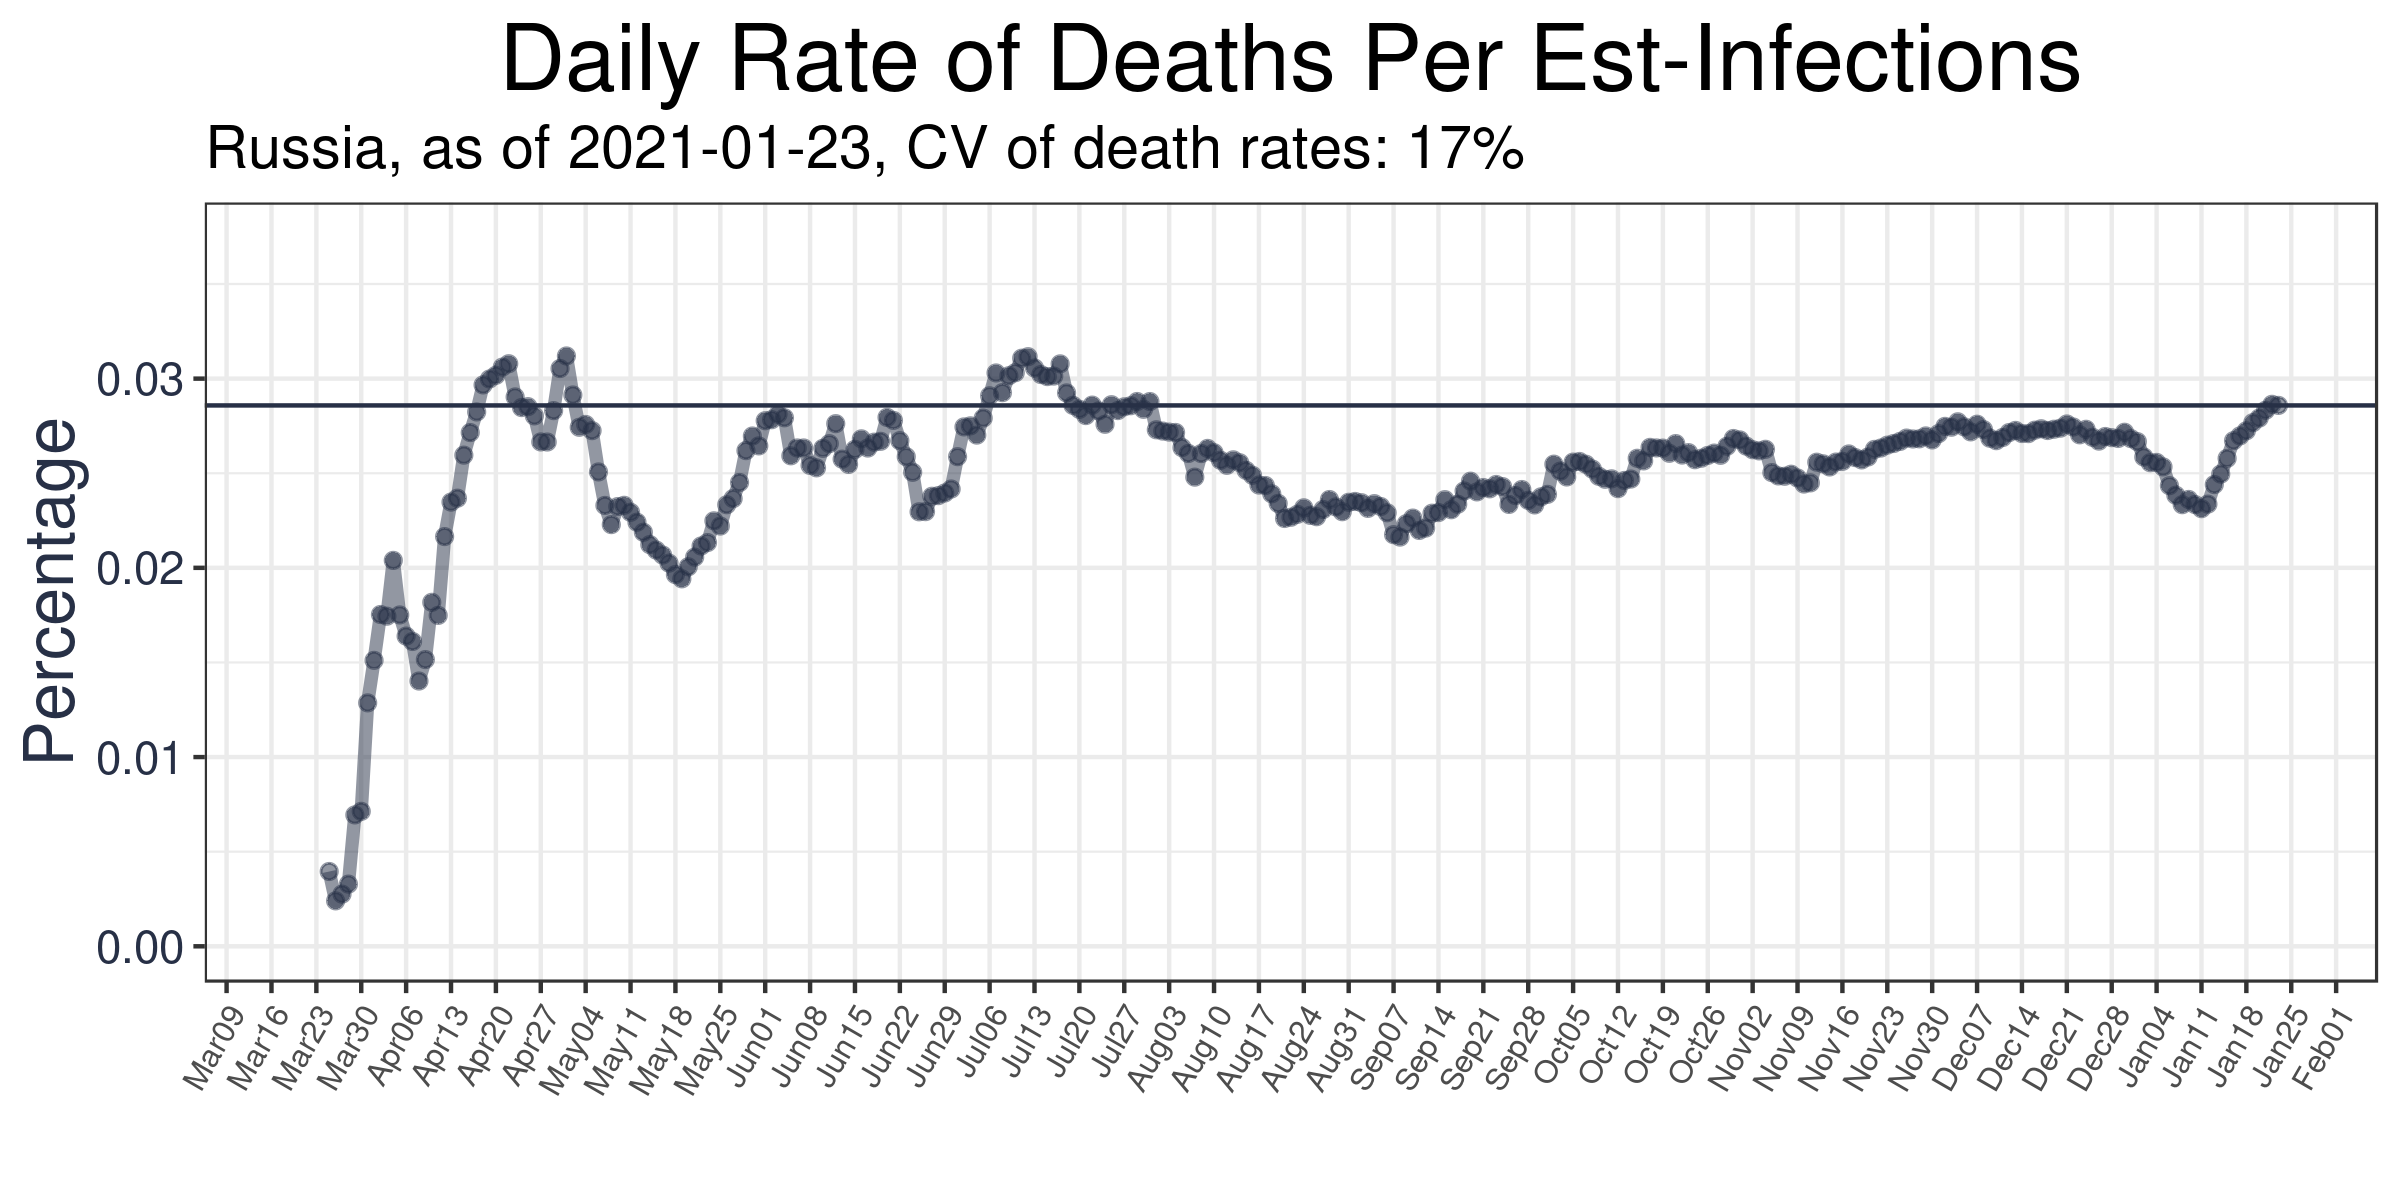 Daily Rate of Deaths Per Est-Infections
Russia, as of 2021-01-23, CV of death rates: 17%
Percentage
0.03
0.02
0.01
0.00
Mar09
Mar16
Mar23
Mar30
Apr06
Apr13
Apr20
Apr27
May04
May11
May18
May25
Jun01
Jun08
Jun15
Jun22
Jun29
Jul06
Jul13
Jul20
Jul27
Aug03
Aug10
Aug17
Aug24
Aug31
Sep07
Sep14
Sep21
Sep28
Oct05
Oct12
Oct19
Oct26
Nov02
Nov09
Nov16
Nov23
Nov30
Dec07
Dec14
Dec21
Dec28
Jan04
Jan11
Jan18
Jan25
Feb01